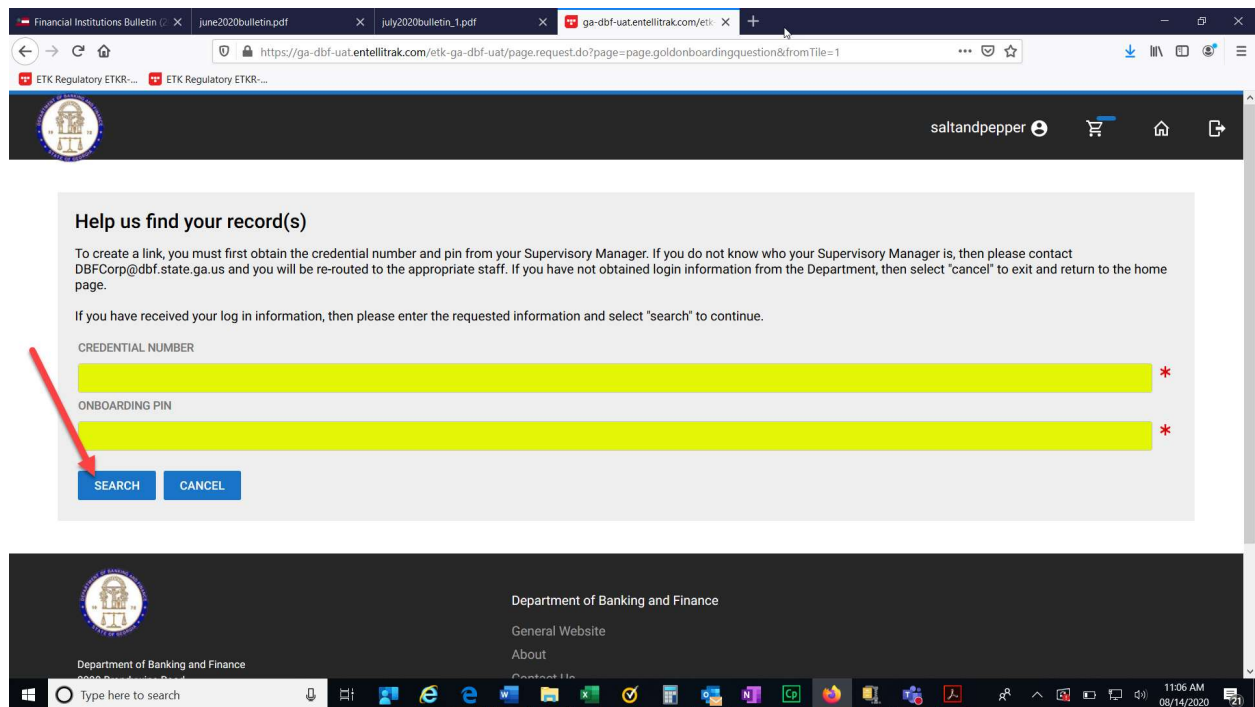 Financial Institutions Bulletin (2
june2020bulletin.pdf
july2020bulletin_1.pdf
ga-dbf-uat.entellitrak.com/etk-
https://ga-dbf-uat.entellitrak.com/etk-ga-dbf-uat/page.request.do?page=page.goldonboardingquestion&fromTile=1
ETK Regulatory ETKR-...
ETK Regulatory ETKR-...
saltandpepper
Help us find your record(s)
To create a link, you must first obtain the credential number and pin from your Supervisory Manager. If you do not know who your Supervisory Manager is, then please contact
DBFCorp@dbf.state.ga.us and you will be re-routed to the appropriate staff. If you have not obtained login information from the Department, then select "cancel" to exit and return to the home
page.
If you have received your log in information, then please enter the requested information and select "search" to continue.
CREDENTIAL NUMBER
*
ONBOARDING PIN
*
SEARCH
CANCEL
Department of Banking and Finance
General Website
About
Contact Us
Department of Banking and Finance
Type here to search
11:06 AM
08/14/2020
21